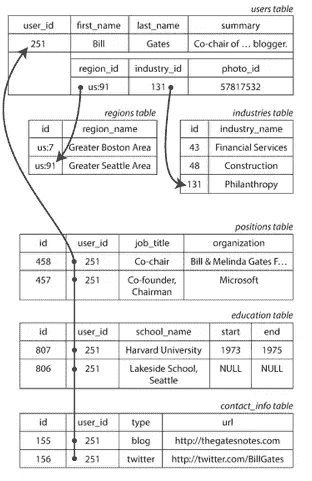 users table
user_id first_name last_name summary
251 Bill Gates Co-chair of … blogger.
region_id industry_id photo_id
us:91 131 57817532
regions table
id region_name
us:7 Greater Boston Area
us:91 Greater Seattle Area
industries table
id industry_name
43 Financial Services
48 Construction
131 Philanthropy
positions table
id user_id job_title organization
458 251 Co-chair Bill & Melinda Gates F…
457 251 Co-founder, Chairman Microsoft
education table
id user_id school_name start end
807 251 Harvard University 1973 1975
806 251 Lakeside School, Seattle NULL NULL
contact_info table
id user_id type url
155 251 blog http://thegatesnotes.com
156 251 twitter http://twitter.com/BillGates